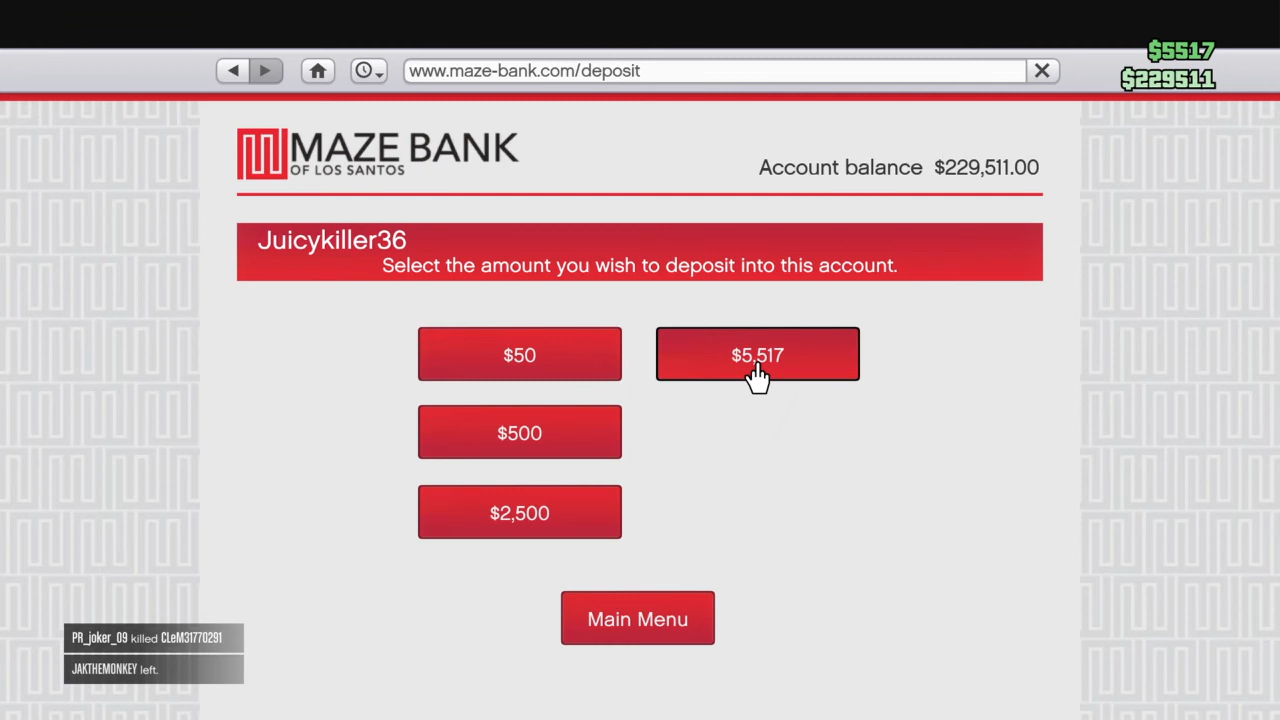 $5517
www.maze-bank.com/deposit
$229511
MAZE BANK
OF LOS SANTOS
Account balance $229,511.00
Juicykiller36
Select the amount you wish to deposit into this account.
$50
$5,517
$500
$2,500
Main Menu
PR_joker_09 killed CLeM31770291
JAKTHEMONKEY left.